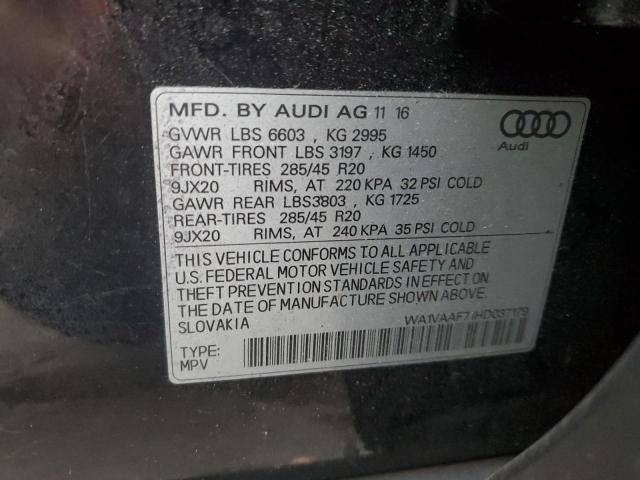 MFD. BY AUDI AG 11 16
GVWR LBS 6603 , KG 2995
GAWR FRONT LBS 3197 , KG 1450
FRONT-TIRES 285/45 R20
9JX20 RIMS, AT 220 KPA 32 PSI COLD
GAWR REAR LBS3803 , KG 1725
REAR-TIRES 285/45 R20
9JX20 RIMS, AT 240 KPA 35 PSI COLD
Audi
THIS VEHICLE CONFORMS TO ALL APPLICABLE
U.S. FEDERAL MOTOR VEHICLE SAFETY AND
THEFT PREVENTION STANDARDS IN EFFECT ON
THE DATE OF MANUFACTURE SHOWN ABOVE.
SLOVAKIA
TYPE:
MPV